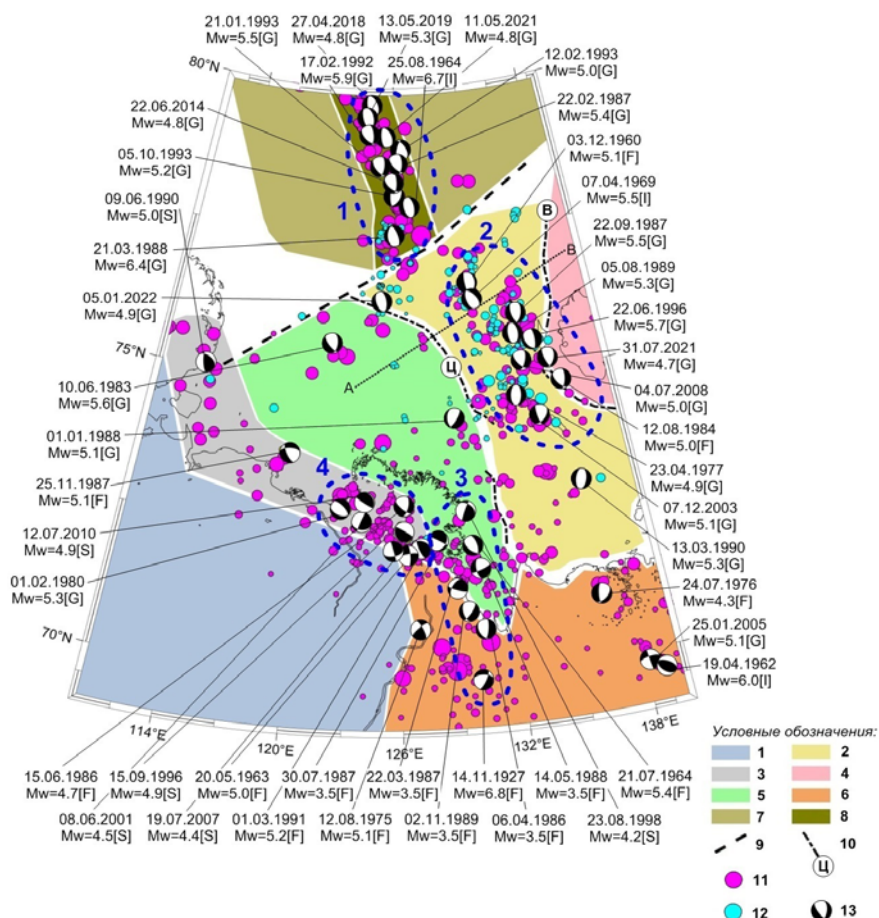 21.01.1993
Mw=5.5[G]
27.04.2018
Mw=4.8[G]
13.05.2019
Mw=5.3[G]
11.05.2021
Mw=4.8[G]
17.02.1992
Mw=5.9[G]
25.08.1964
Mw=6.7[I]
12.02.1993
Mw=5.0[G]
80°N
22.06.2014
Mw=4.8[G]
22.02.1987
Mw=5.4[G]
05.10.1993
Mw=5.2[G]
03.12.1960
Mw=5.1[F]
09.06.1990
Mw=5.0[S]
07.04.1969
Mw=5.5[I]
1
В
21.03.1988
Mw=6.4[G]
2
22.09.1987
Mw=5.5[G]
B
05.01.2022
Mw=4.9[G]
05.08.1989
Mw=5.3[G]
22.06.1996
Mw=5.7[G]
75°N
Ц
31.07.2021
Mw=4.7[G]
10.06.1983
Mw=5.6[G]
A
04.07.2008
Mw=5.0[G]
01.01.1988
Mw=5.1[G]
12.08.1984
Mw=5.0[F]
25.11.1987
Mw=5.1[F]
4
3
23.04.1977
Mw=4.9[G]
12.07.2010
Mw=4.9[S]
07.12.2003
Mw=5.1[G]
01.02.1980
Mw=5.3[G]
13.03.1990
Mw=5.3[G]
24.07.1976
Mw=4.3[F]
70°N
25.01.2005
Mw=5.1[G]
19.04.1962
Mw=6.0[I]
114°E
120°E
126°E
132°E
138°E
15.06.1986
Mw=4.7[F]
15.09.1996
Mw=4.9[S]
20.05.1963
Mw=5.0[F]
30.07.1987
Mw=3.5[F]
22.03.1987
Mw=3.5[F]
14.11.1927
Mw=6.8[F]
14.05.1988
Mw=3.5[F]
21.07.1964
Mw=5.4[F]
08.06.2001
Mw=4.5[S]
19.07.2007
Mw=4.4[S]
01.03.1991
Mw=5.2[F]
12.08.1975
Mw=5.1[F]
02.11.1989
Mw=3.5[F]
06.04.1986
Mw=3.5[F]
23.08.1998
Mw=4.2[S]
Условные обозначения:
1 2
3 4
5 6
7 8
9 10
Ц
11
12 13